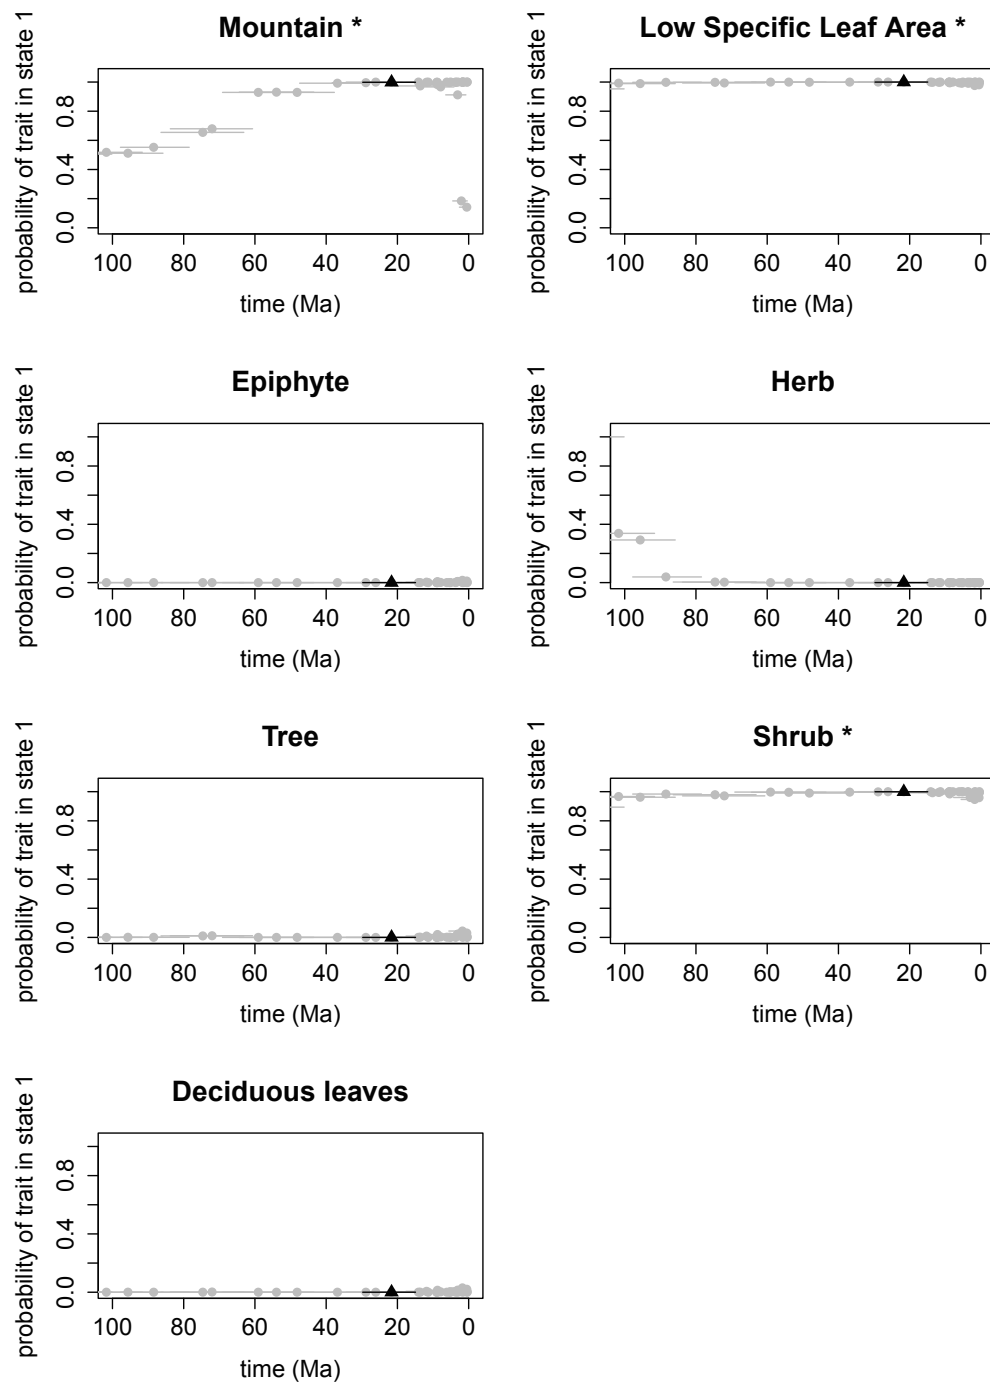 Mountain *
probability of trait in state 1
0.0 0.4 0.8
100 80 60 40 20 0
time (Ma)
Low Specific Leaf Area *
probability of trait in state 1
0.0 0.4 0.8
100 80 60 40 20 0
time (Ma)
Epiphyte
probability of trait in state 1
0.0 0.4 0.8
100 80 60 40 20 0
time (Ma)
Herb
probability of trait in state 1
0.0 0.4 0.8
100 80 60 40 20 0
time (Ma)
Tree
probability of trait in state 1
0.0 0.4 0.8
100 80 60 40 20 0
time (Ma)
Shrub *
probability of trait in state 1
0.0 0.4 0.8
100 80 60 40 20 0
time (Ma)
Deciduous leaves
probability of trait in state 1
0.0 0.4 0.8
100 80 60 40 20 0
time (Ma)